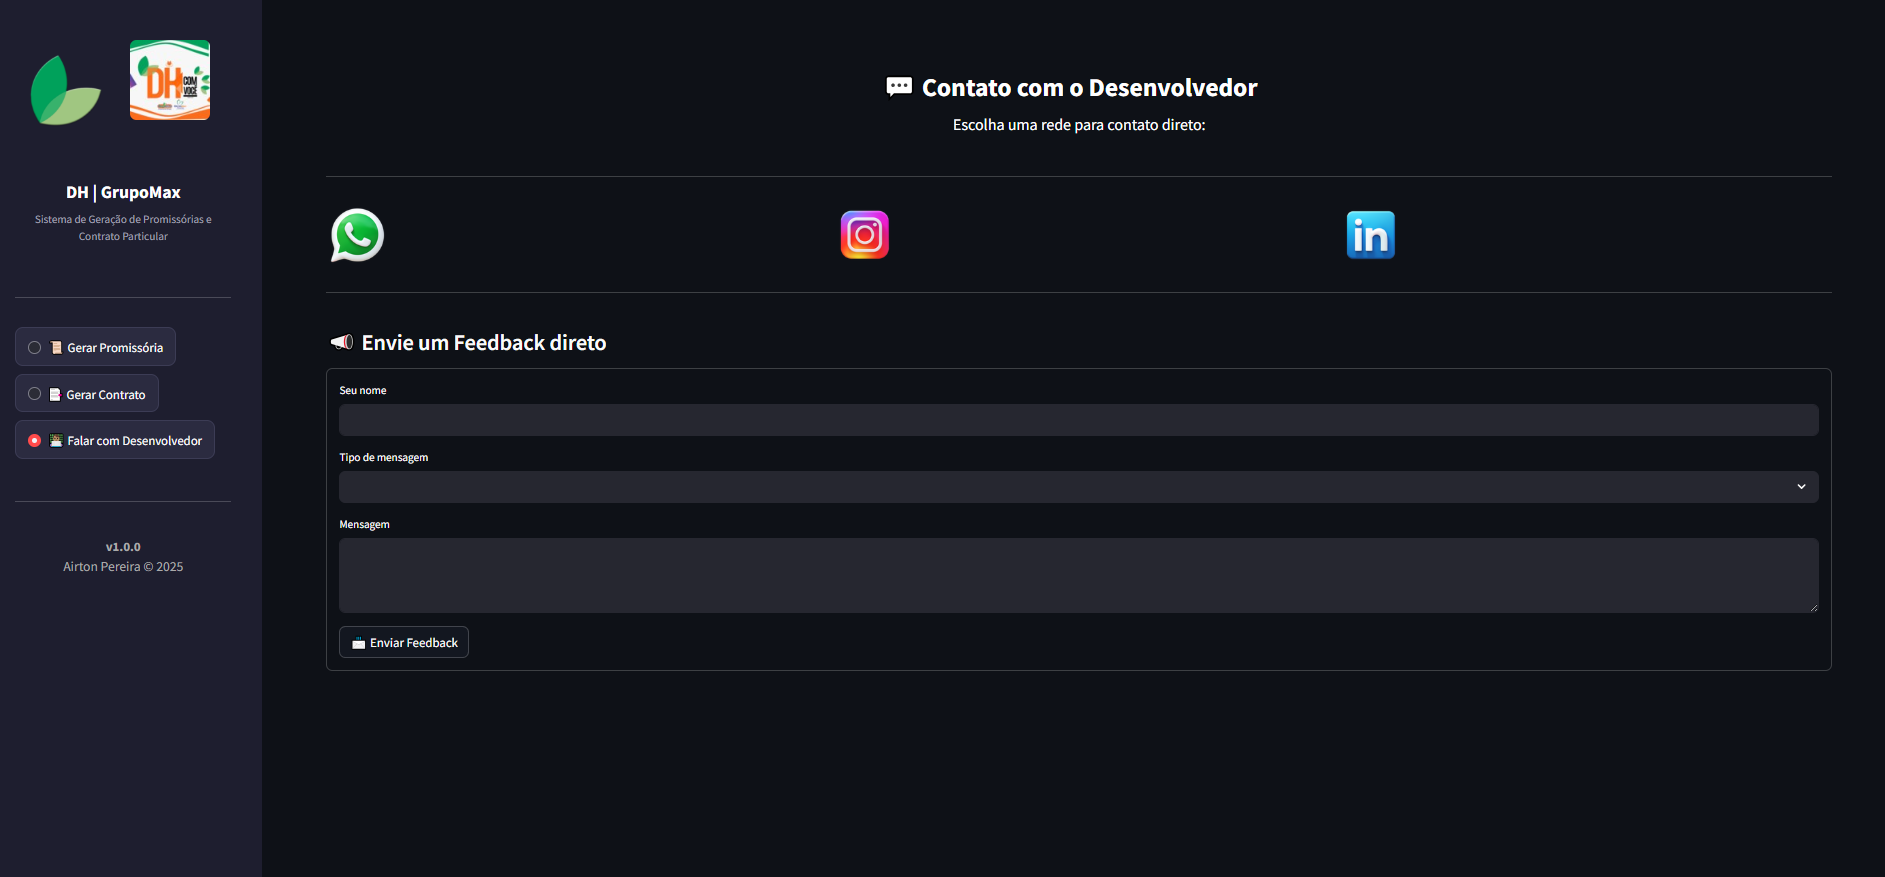 DH COM VOCÊ
DH | GrupoMax
Sistema de Geração de Promissórias e
Contrato Particular
Gerar Promissória
Gerar Contrato
Falar com Desenvolvedor
v1.0.0
Airton Pereira © 2025
Contato com o Desenvolvedor
Escolha uma rede para contato direto:
in
Envie um Feedback direto
Seu nome
Tipo de mensagem
Mensagem
Enviar Feedback